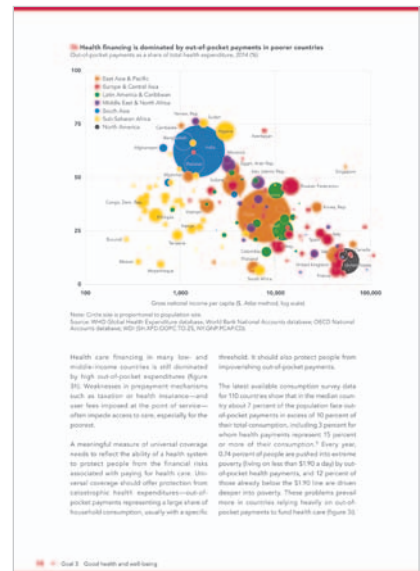 3h Health financing is dominated by out-of-pocket payments in poorer countries
Out-of-pocket payments as a share of total health expenditure, 2014 (%)
100
East Asia & Pacific
Europe & Central Asia
Latin America & Caribbean
Middle East & North Africa
South Asia
Sub-Saharan Africa
North America
Yemen, Rep.
Sudan
Cambodia
Nigeria
Azerbaijan
75
Bangladesh
Afghanistan
India
Pakistan
Morocco
Egypt, Arab Rep.
Myanmar
Singapore
50
Russian Federation
Congo, Dem. Rep.
Vietnam
Korea, Rep.
Ethiopia
Kenya
25
Burundi
Tanzania
Colombia
Spain
Italy
Canada
Thailand
United Kingdom
Malawi
Mozambique
South Africa
France
0
100
1,000
10,000
100,000
Gross national income per capita ($, Atlas method, log scale)
Note: Circle size is proportional to population size.
Source: WHO Global Health Expenditure database; World Bank National Accounts database; OECD National
Accounts database; WDI (SH.XPD.OOPC.TO.ZS, NY.GNP.PCAP.CD).
Health care financing in many low- and
middle-income countries is still dominated
by high out-of-pocket expenditures (figure
3h). Weaknesses in prepayment mechanisms
such as taxation or health insurance—and
user fees imposed at the point of service—
often impede access to care, especially for the
poorest.
A meaningful measure of universal coverage
needs to reflect the ability of a health system
to protect people from the financial risks
associated with paying for health care. Uni-
versal coverage should offer protection from
catastrophic health expenditures—out-of-
pocket payments representing a large share of
household consumption, usually with a specific
threshold. It should also protect people from
impoverishing out-of-pocket payments.
The latest available consumption survey data
for 110 countries show that in the median coun-
try about 7 percent of the population face out-
of-pocket payments in excess of 10 percent of
their total consumption, including 3 percent for
whom health payments represent 15 percent
or more of their consumption. Every year,
0.74 percent of people are pushed into extreme
poverty (living on less than $1.90 a day) by out-
of-pocket health payments, and 12 percent of
those already below the $1.90 line are driven
deeper into poverty. These problems prevail
more in countries relying heavily on out-of-
pocket payments to fund health care (figure 3i).
Goal 3 Good health and well-being